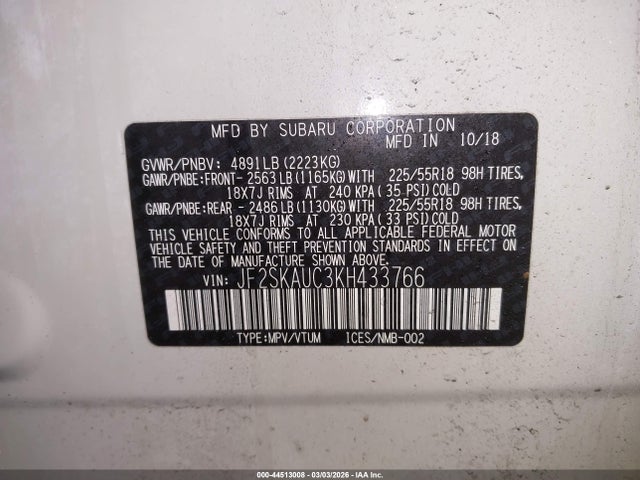 MFD BY SUBARU CORPORATION
MFD IN 10/18
GVWR/PNBV: 4891LB(2223KG)
GAWR/PNBE:FRONT-2563LB(1165KG)WITH 225/55R18 98H TIRES,
18X7J RIMS AT 240 KPA(35 PSI)COLD
GAWR/PNBE:REAR -2486LB(1130KG)WITH 225/55R18 98H TIRES,
18X7J RIMS AT 230 KPA(33 PSI)COLD
THIS VEHICLE CONFORMS TO ALL APPLICABLE FEDERAL MOTOR
VEHICLE SAFETY AND THEFT PREVENTION STANDARDS IN EFFECT
ON THE DATE OF MANUFACTURE SHOWN ABOVE.
VIN: JF2SKAUC3KH433766
TYPE:MPV/VTUM ICES/NMB-002
000-44513008 - 03/03/2026 - IAA Inc.